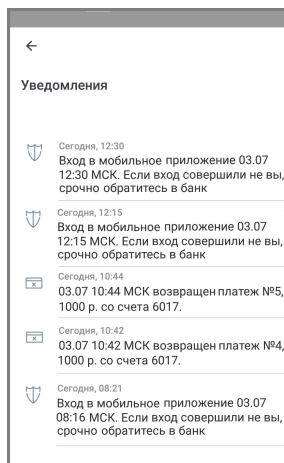 Уведомления
Сегодня, 12:30
Вход в мобильное приложение 03.07
12:30 МСК. Если вход совершили не вы,
срочно обратитесь в банк
Сегодня, 12:15
Вход в мобильное приложение 03.07
12:15 МСК. Если вход совершили не вы,
срочно обратитесь в банк
Сегодня, 10:44
03.07 10:44 МСК возвращен платеж №5,
1000 р. со счета 6017.
Сегодня, 10:42
03.07 10:42 МСК возвращен платеж №4,
1000 р. со счета 6017.
Сегодня, 08:21
Вход в мобильное приложение 03.07
08:16 МСК. Если вход совершили не вы,
срочно обратитесь в банк